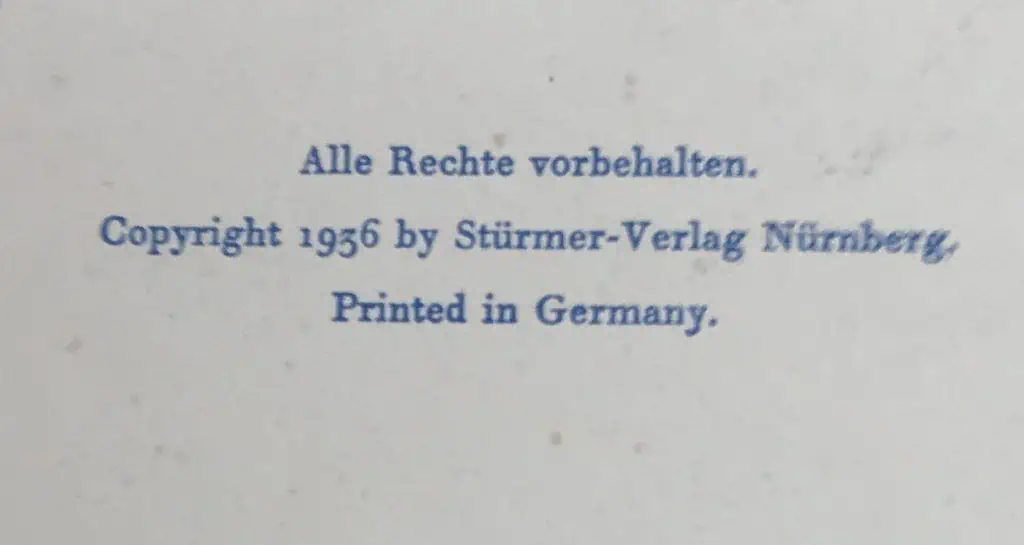 Alle Rechte vorbehalten.
Copyright 1936 by Stürmer-Verlag Nürnberg,
Printed in Germany.